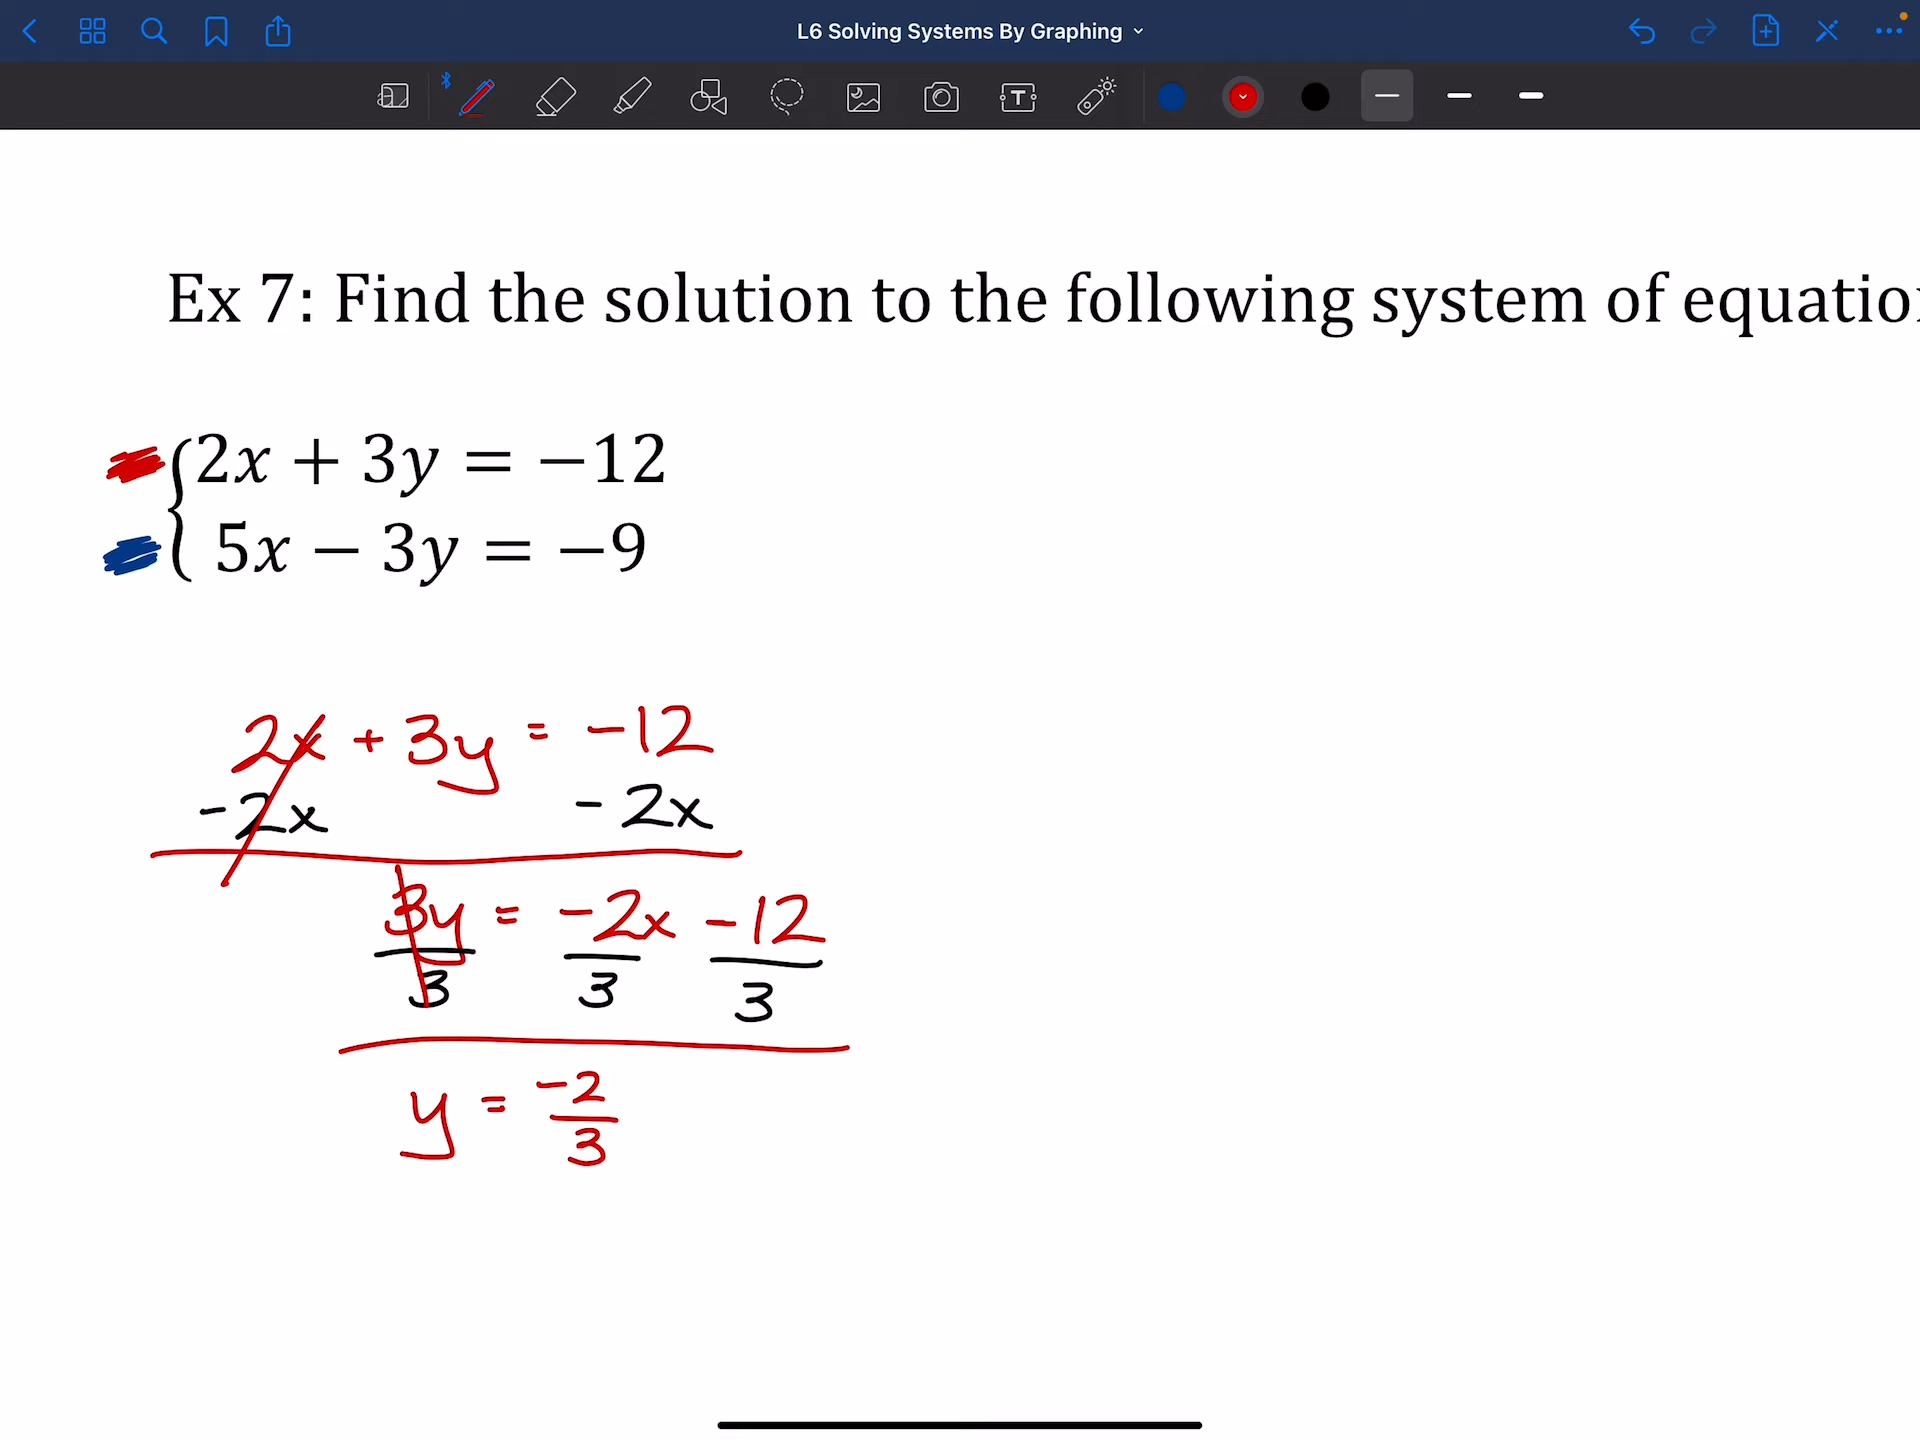 L6 Solving Systems By Graphing
T
Ex 7: Find the solution to the following system of equatio
2x + 3y = −12
5x − 3y = −9
2x + 3y = -12
-2x - 2x
3y = -2x -12
3 3 3
y = -2
3